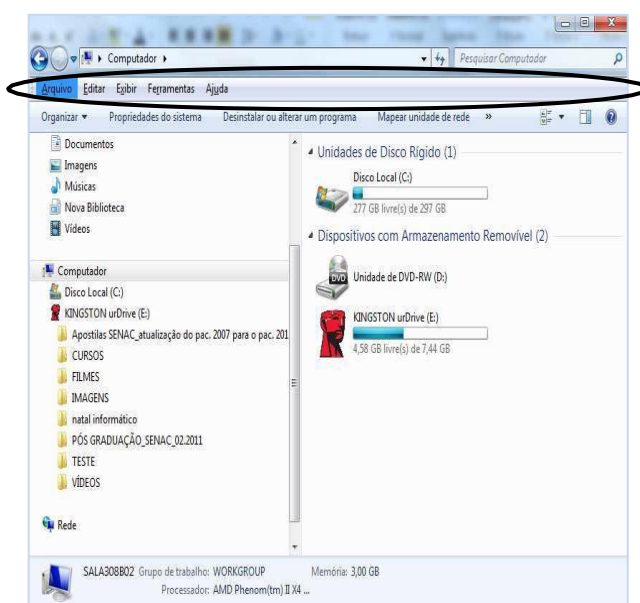 Computador
Pesquisar Computador
Arquivo Editar Exibir Ferramentas Ajuda
Organizar Propriedades do sistema Desinstalar ou alterar um programa Mapear unidade de rede »
Documentos
Imagens
Músicas
Nova Biblioteca
Vídeos
Computador
Disco Local (C:)
KINGSTON urDrive (E:)
Apostilas SENAC_atualização do pac. 2007 para o pac. 201
CURSOS
FILMES
IMAGENS
natal informático
PÓS GRADUAÇÃO_SENAC_02.2011
TESTE
VÍDEOS
Rede
Unidades de Disco Rígido (1)
Disco Local (C:)
277 GB livre(s) de 297 GB
Dispositivos com Armazenamento Removível (2)
DVD
Unidade de DVD-RW (D:)
KINGSTON urDrive (E:)
4,58 GB livre(s) de 7,44 GB
SALA308B02 Grupo de trabalho: WORKGROUP Memória: 3,00 GB
Processador: AMD Phenom(tm) II X4 ...